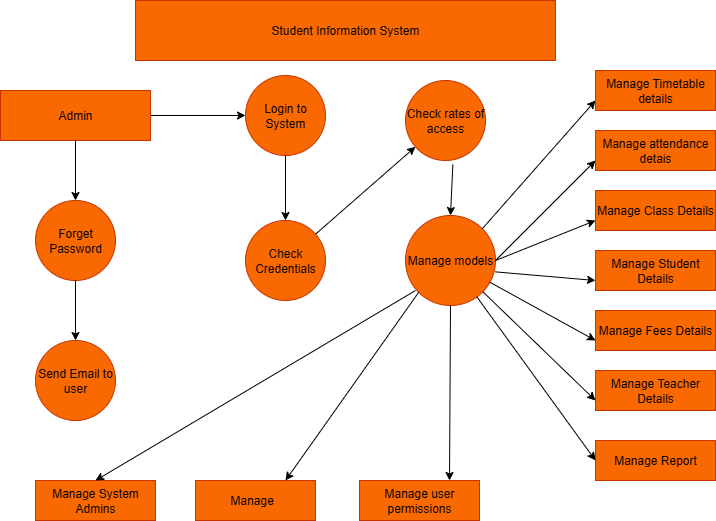 Student Information System
Admin
Login to
System
Check rates of
access
Manage Timetable
details
Manage attendance
detais
Manage Class Details
Forget
Password
Check
Credentials
Manage models
Manage Student
Details
Manage Fees Details
Send Email to
user
Manage Teacher
Details
Manage Report
Manage System
Admins
Manage
Manage user
permissions